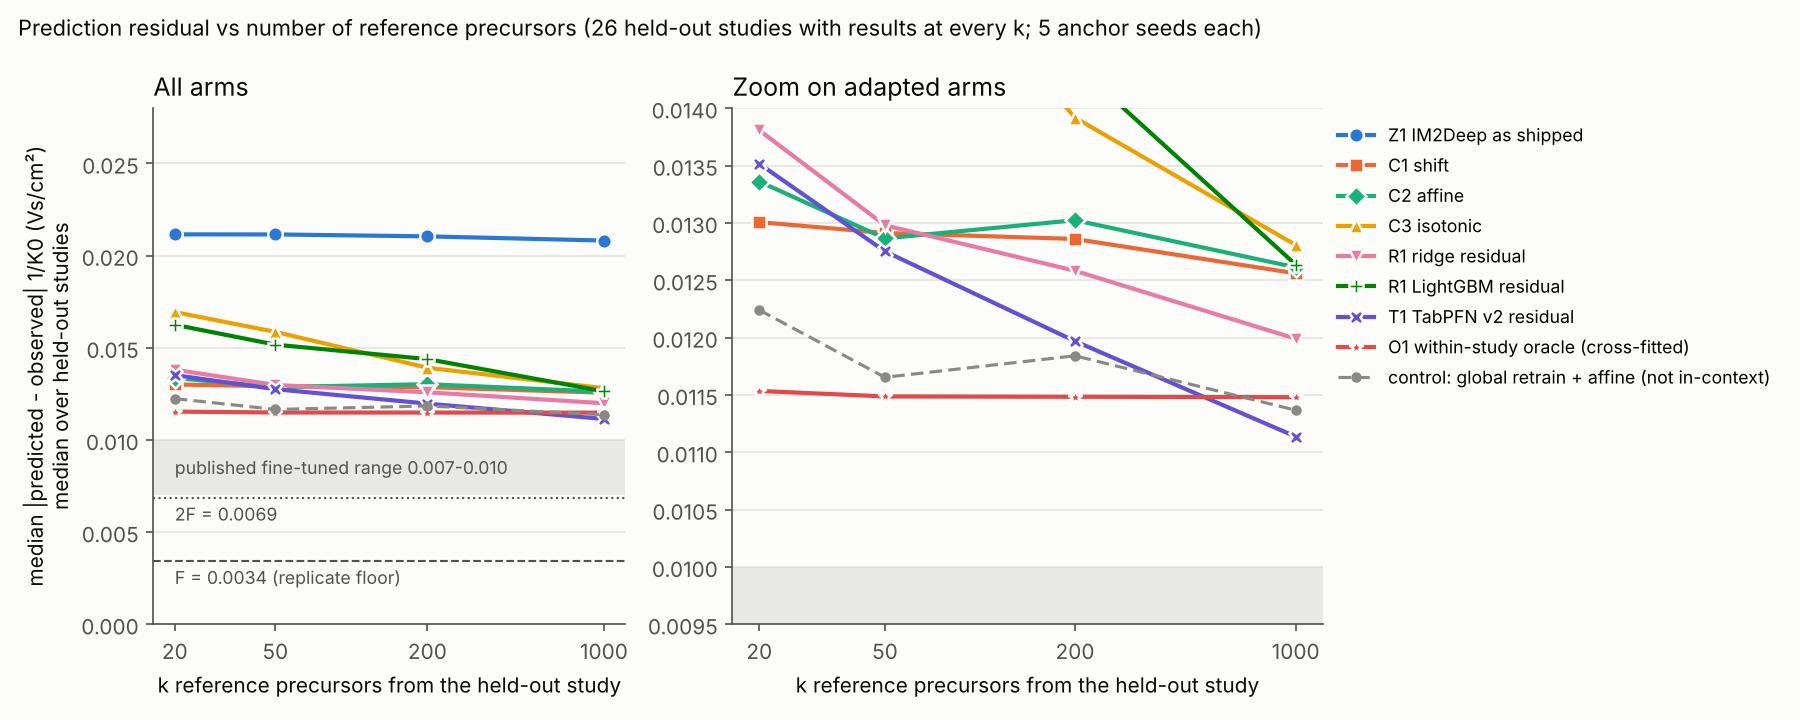 Prediction residual vs number of reference precursors (26 held-out studies with results at every k; 5 anchor seeds each)
All arms
median |predicted - observed| 1/K0 (Vs/cm²)
median over held-out studies
0.025
0.020
0.015
0.010
0.005
0.000
published fine-tuned range 0.007-0.010
2F = 0.0069
F = 0.0034 (replicate floor)
20 50 200 1000
k reference precursors from the held-out study
Zoom on adapted arms
0.0140
0.0135
0.0130
0.0125
0.0120
0.0115
0.0110
0.0105
0.0100
0.0095
20 50 200 1000
k reference precursors from the held-out study
Z1 IM2Deep as shipped
C1 shift
C2 affine
C3 isotonic
R1 ridge residual
R1 LightGBM residual
T1 TabPFN v2 residual
O1 within-study oracle (cross-fitted)
control: global retrain + affine (not in-context)